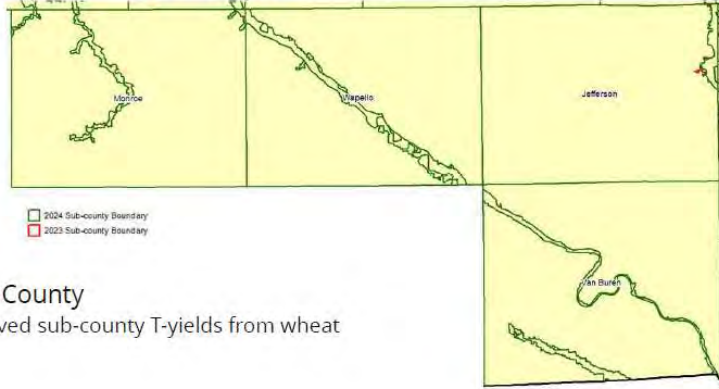 Monroe
Wapello
Jefferson
2024 Sub-county Boundary
2023 Sub-county Boundary
Van Buren
County
ved sub-county T-yields from wheat